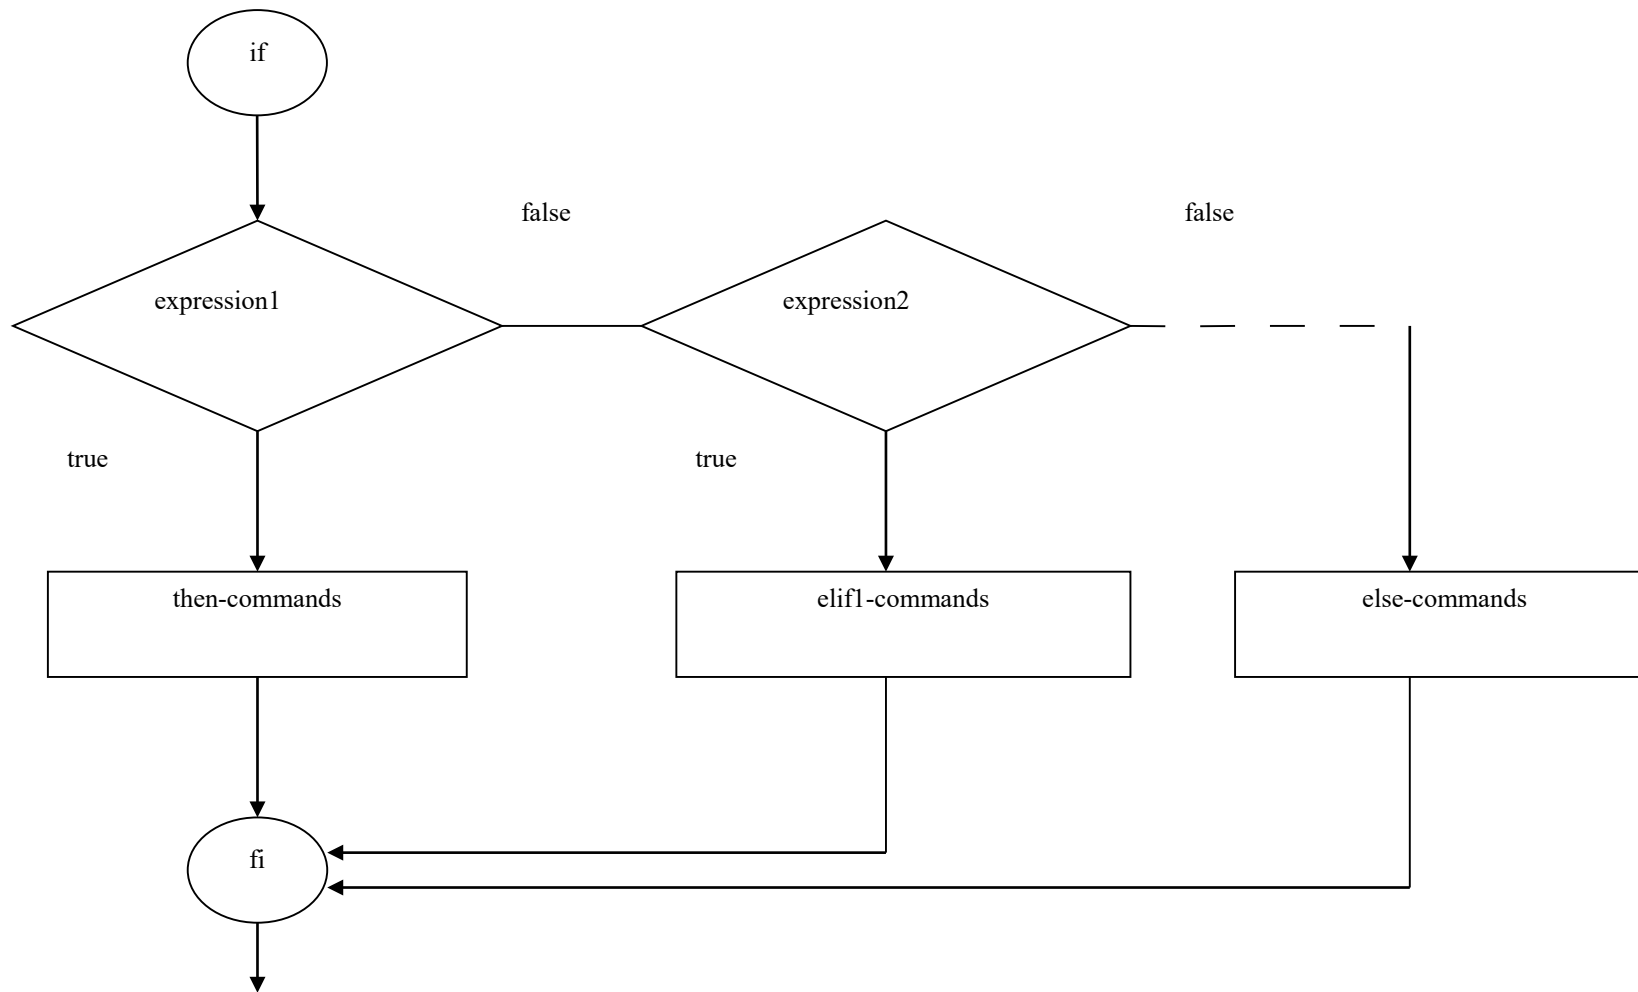 if
false
false
expression1
expression2
true
true
then-commands
elif1-commands
else-commands
fi